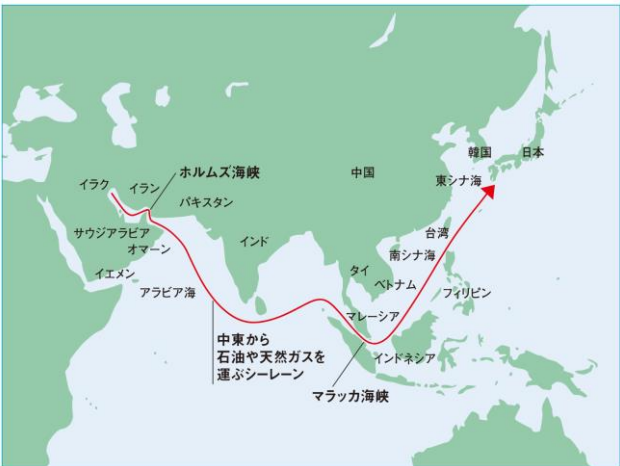 韓国
日本
ホルムズ海峡
中国
イラク
イラン
東シナ海
パキスタン
サウジアラビア
インド
台湾
オマーン
南シナ海
イエメン
タイ
ベトナム
アラビア海
フィリピン
マレーシア
中東から
石油や天然ガスを
運ぶシーレーン
インドネシア
マラッカ海峡